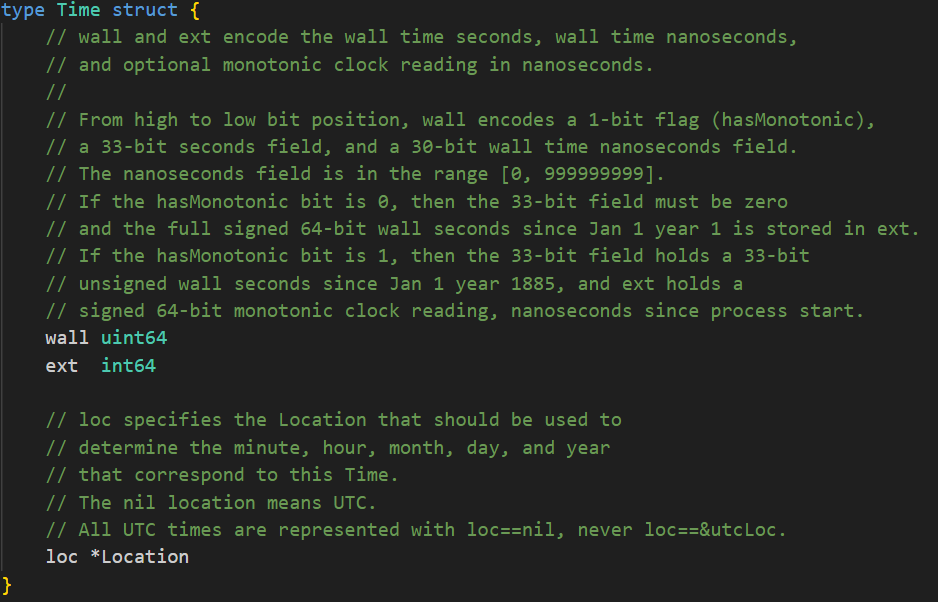 type Time struct {
// wall and ext encode the wall time seconds, wall time nanoseconds,
// and optional monotonic clock reading in nanoseconds.
//
// From high to low bit position, wall encodes a 1-bit flag (hasMonotonic),
// a 33-bit seconds field, and a 30-bit wall time nanoseconds field.
// The nanoseconds field is in the range [0, 999999999].
// If the hasMonotonic bit is 0, then the 33-bit field must be zero
// and the full signed 64-bit wall seconds since Jan 1 year 1 is stored in ext.
// If the hasMonotonic bit is 1, then the 33-bit field holds a 33-bit
// unsigned wall seconds since Jan 1 year 1885, and ext holds a
// signed 64-bit monotonic clock reading, nanoseconds since process start.
wall uint64
ext  int64
// loc specifies the Location that should be used to
// determine the minute, hour, month, day, and year
// that correspond to this Time.
// The nil location means UTC.
// All UTC times are represented with loc==nil, never loc==&utcLoc.
loc *Location
}